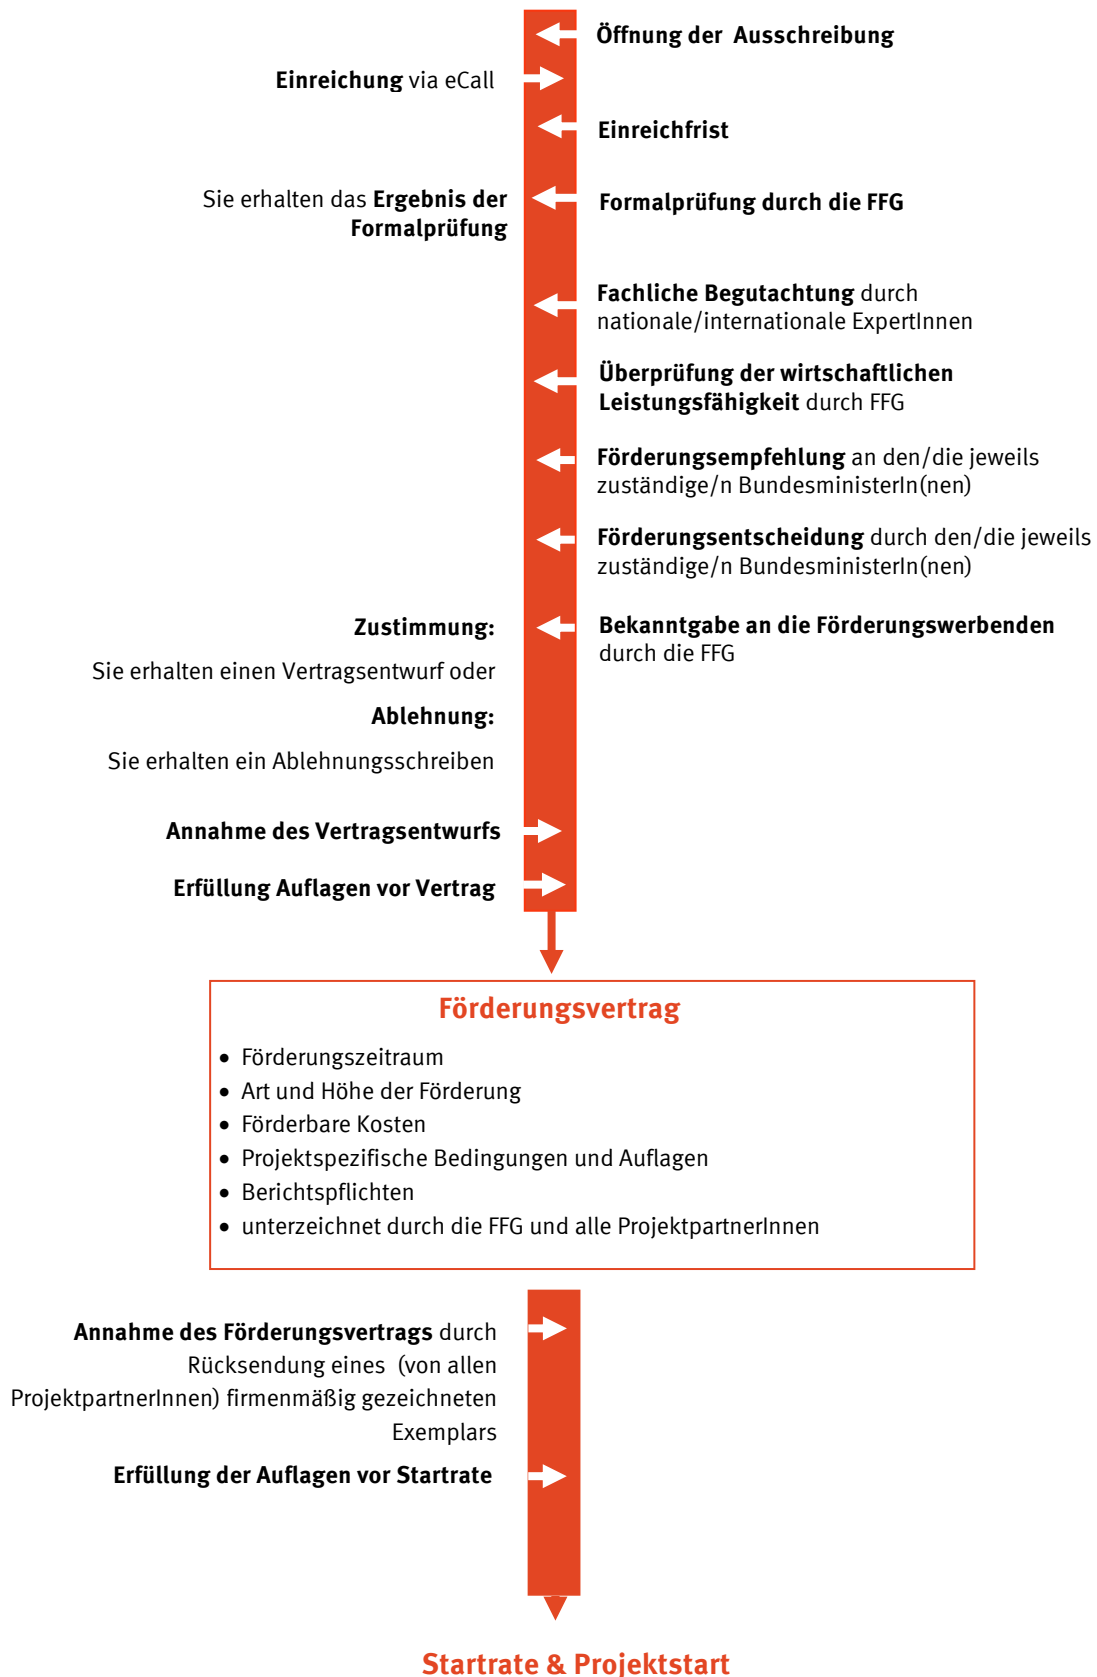 Öffnung der Ausschreibung
Einreichung via eCall
Einreichfrist
Sie erhalten das Ergebnis der
Formalprüfung
Formalprüfung durch die FFG
Fachliche Begutachtung durch
nationale/internationale ExpertInnen
Überprüfung der wirtschaftlichen
Leistungsfähigkeit durch FFG
Förderungsempfehlung an den/die jeweils
zuständige/n BundesministerIn(nen)
Förderungsentscheidung durch den/die jeweils
zuständige/n BundesministerIn(nen)
Bekanntgabe an die Förderungswerbenden
durch die FFG
Zustimmung:
Sie erhalten einen Vertragsentwurf oder
Ablehnung:
Sie erhalten ein Ablehnungsschreiben
Annahme des Vertragsentwurfs
Erfüllung Auflagen vor Vertrag
Förderungsvertrag
• Förderungszeitraum
• Art und Höhe der Förderung
• Förderbare Kosten
• Projektspezifische Bedingungen und Auflagen
• Berichtspflichten
• unterzeichnet durch die FFG und alle ProjektpartnerInnen
Annahme des Förderungsvertrags durch
Rücksendung eines (von allen
ProjektpartnerInnen) firmenmäßig gezeichneten
Exemplars
Erfüllung der Auflagen vor Startrate
Startrate & Projektstart